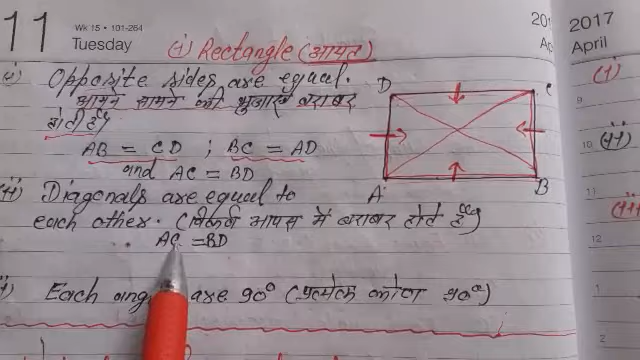 11
Wk 15 • 101-264
Tuesday
(i) Rectangle (आयत)
Opposite sides are equal.
आमने सामने की भुजाएं बराबर
होती हैं
AB = CD ; BC = AD
and AC = BD
Diagonals are equal to
each other. (विकर्ण आपस में बराबर होते हैं)
AC = BD
Each are 90° (प्रत्येक कोण 90°)
D
C
A
B
2017
April
(i)
9
10 (ii)
11
(iii)
12
1
2